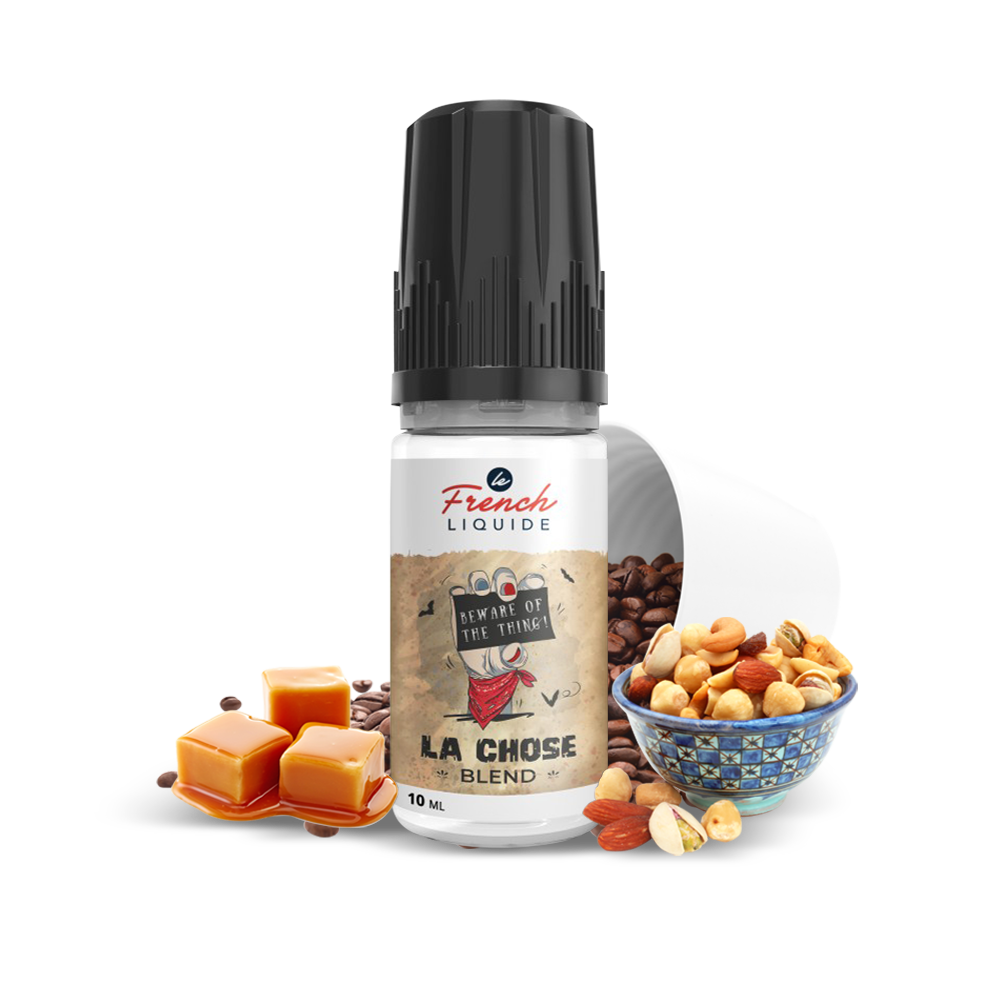 le
French
LIQUIDE
BEWARE OF
THE THING!
LA CHOSE
BLEND
10 ML